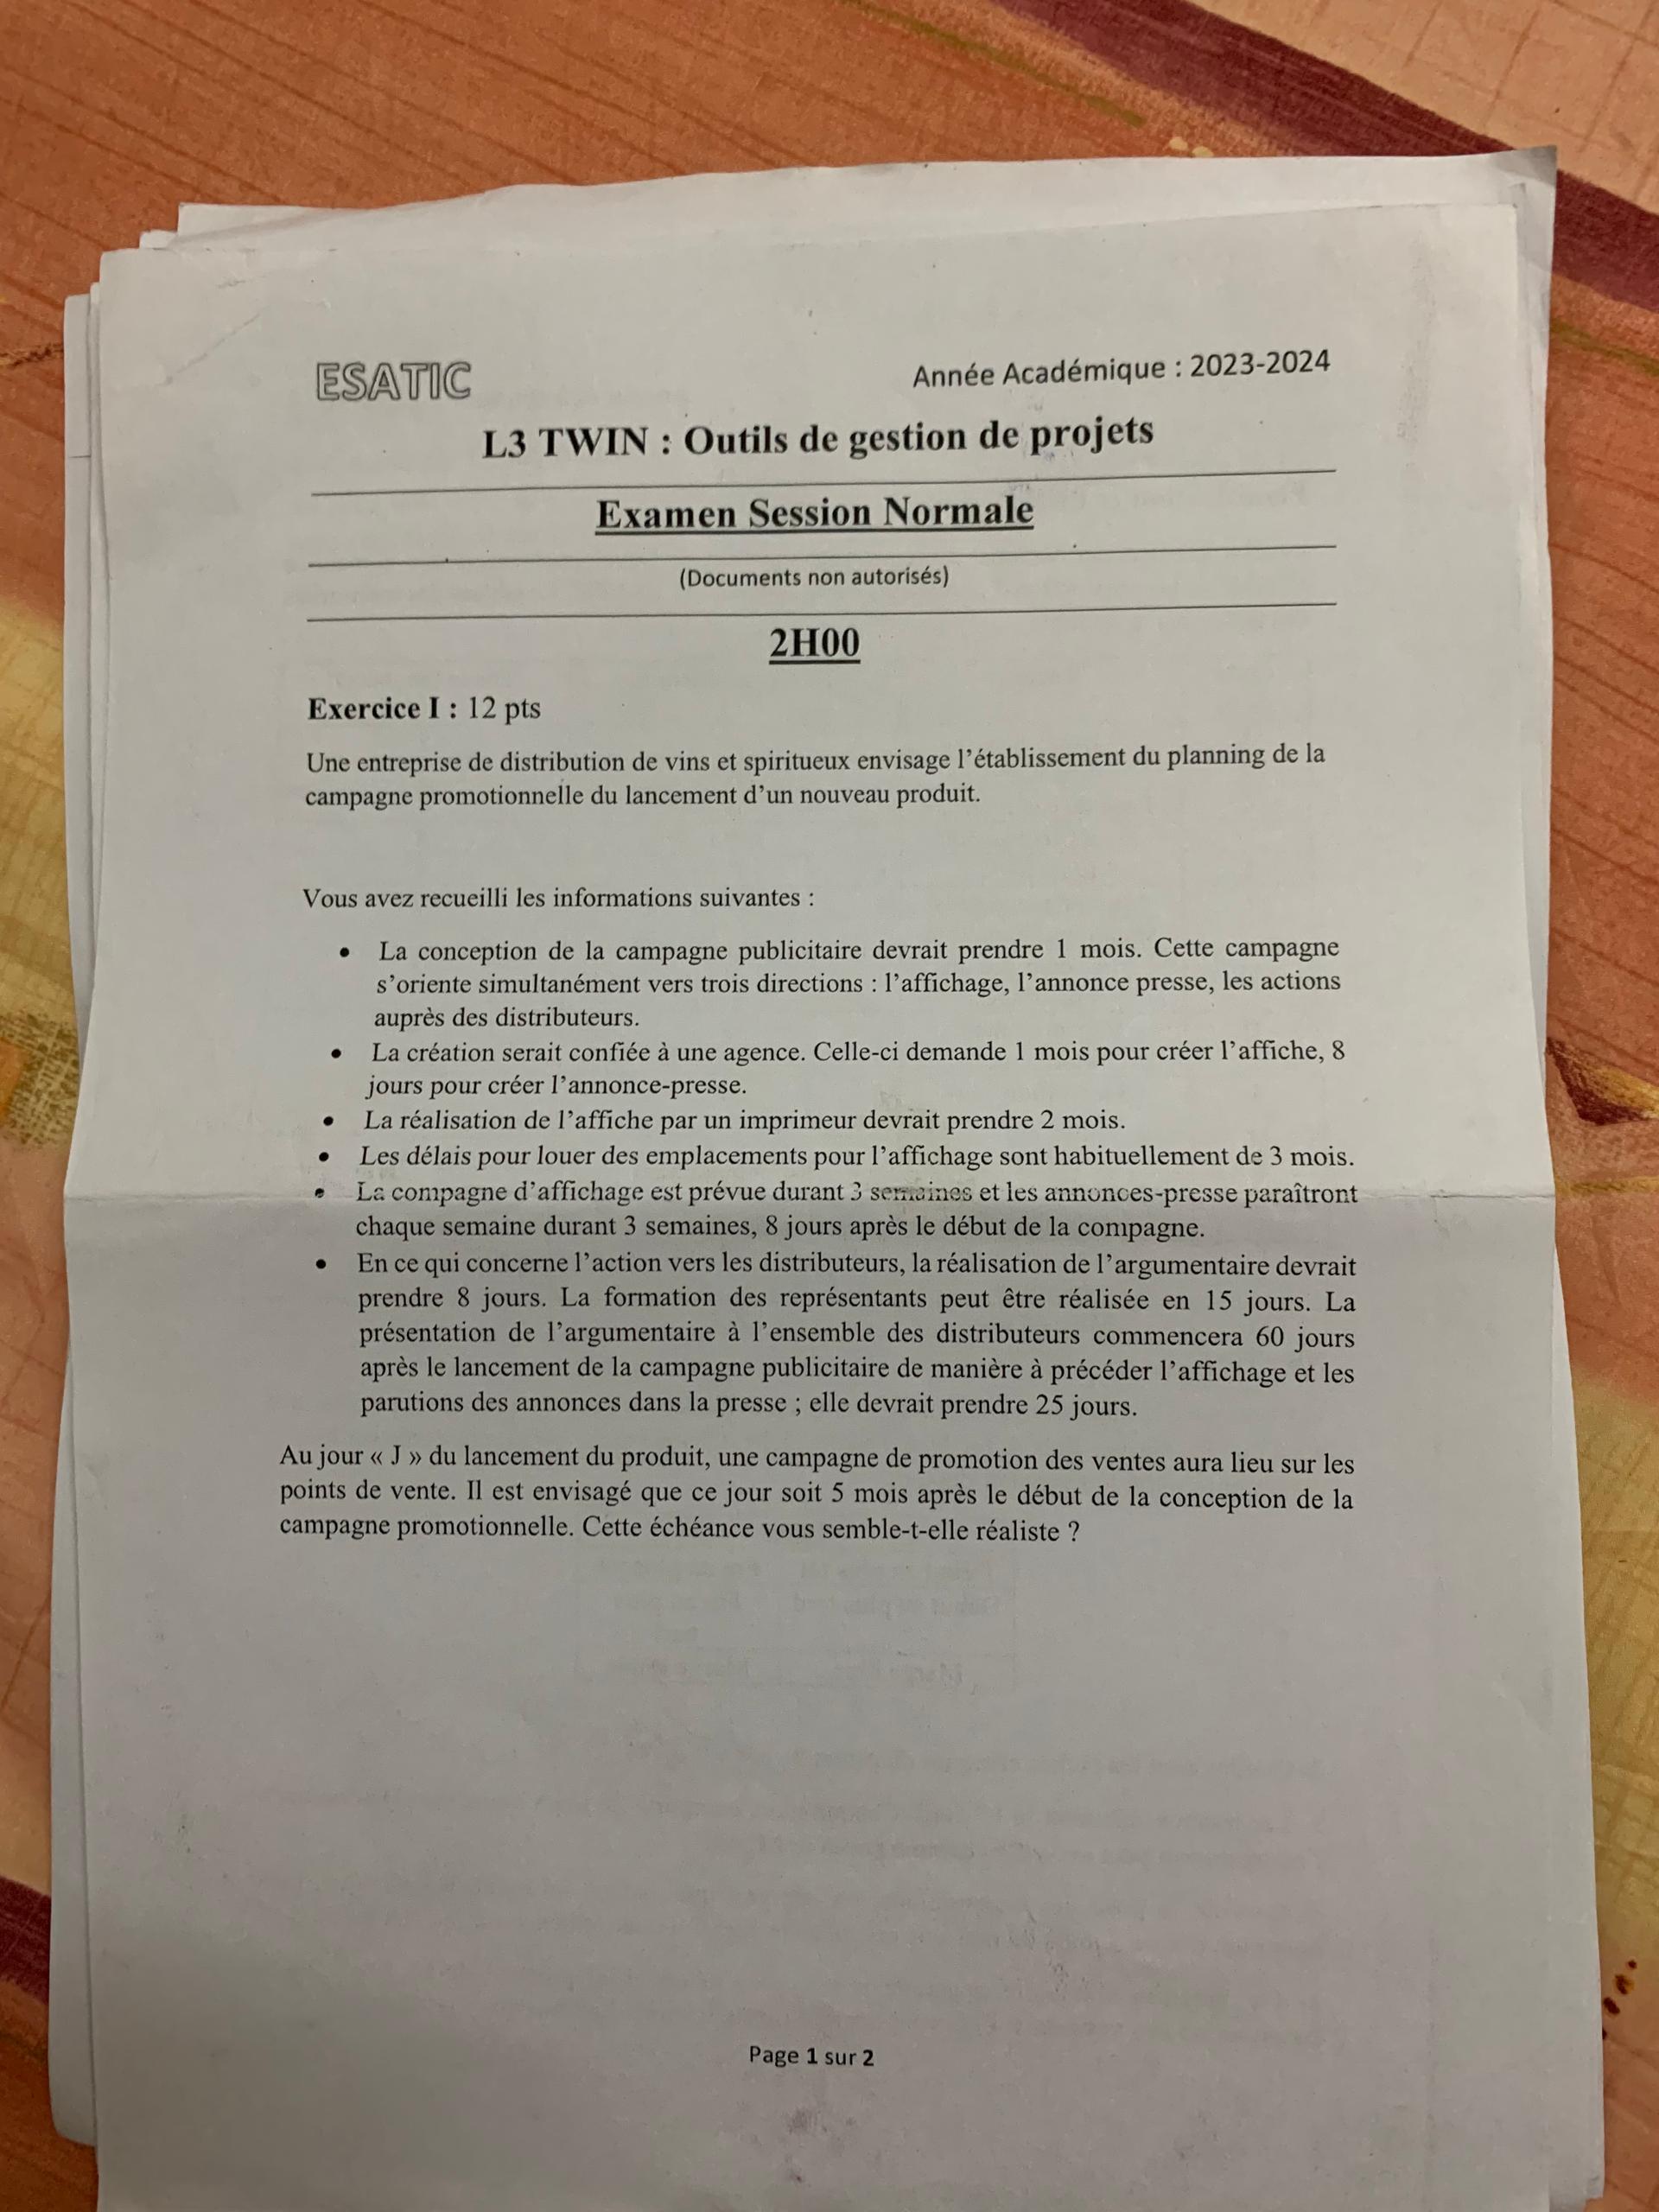 ESATIC
Année Académique : 2023-2024
L3 TWIN : Outils de gestion de projets
Examen Session Normale
(Documents non autorisés)
2H00
Exercice I : 12 pts
Une entreprise de distribution de vins et spiritueux envisage l'établissement du planning de la
campagne promotionnelle du lancement d'un nouveau produit.
Vous avez recueilli les informations suivantes :
• La conception de la campagne publicitaire devrait prendre 1 mois. Cette campagne
s'oriente simultanément vers trois directions : l'affichage, l'annonce presse, les actions
auprès des distributeurs.
• La création serait confiée à une agence. Celle-ci demande 1 mois pour créer l'affiche, 8
jours pour créer l'annonce-presse.
• La réalisation de l'affiche par un imprimeur devrait prendre 2 mois.
• Les délais pour louer des emplacements pour l'affichage sont habituellement de 3 mois.
• La compagne d'affichage est prévue durant 3 semaines et les annonces-presse paraîtront
chaque semaine durant 3 semaines, 8 jours après le début de la compagne.
• En ce qui concerne l'action vers les distributeurs, la réalisation de l'argumentaire devrait
prendre 8 jours. La formation des représentants peut être réalisée en 15 jours. La
présentation de l'argumentaire à l'ensemble des distributeurs commencera 60 jours
après le lancement de la campagne publicitaire de manière à précéder l'affichage et les
parutions des annonces dans la presse ; elle devrait prendre 25 jours.
Au jour « J » du lancement du produit, une campagne de promotion des ventes aura lieu sur les
points de vente. Il est envisagé que ce jour soit 5 mois après le début de la conception de la
campagne promotionnelle. Cette échéance vous semble-t-elle réaliste ?
Page 1 sur 2